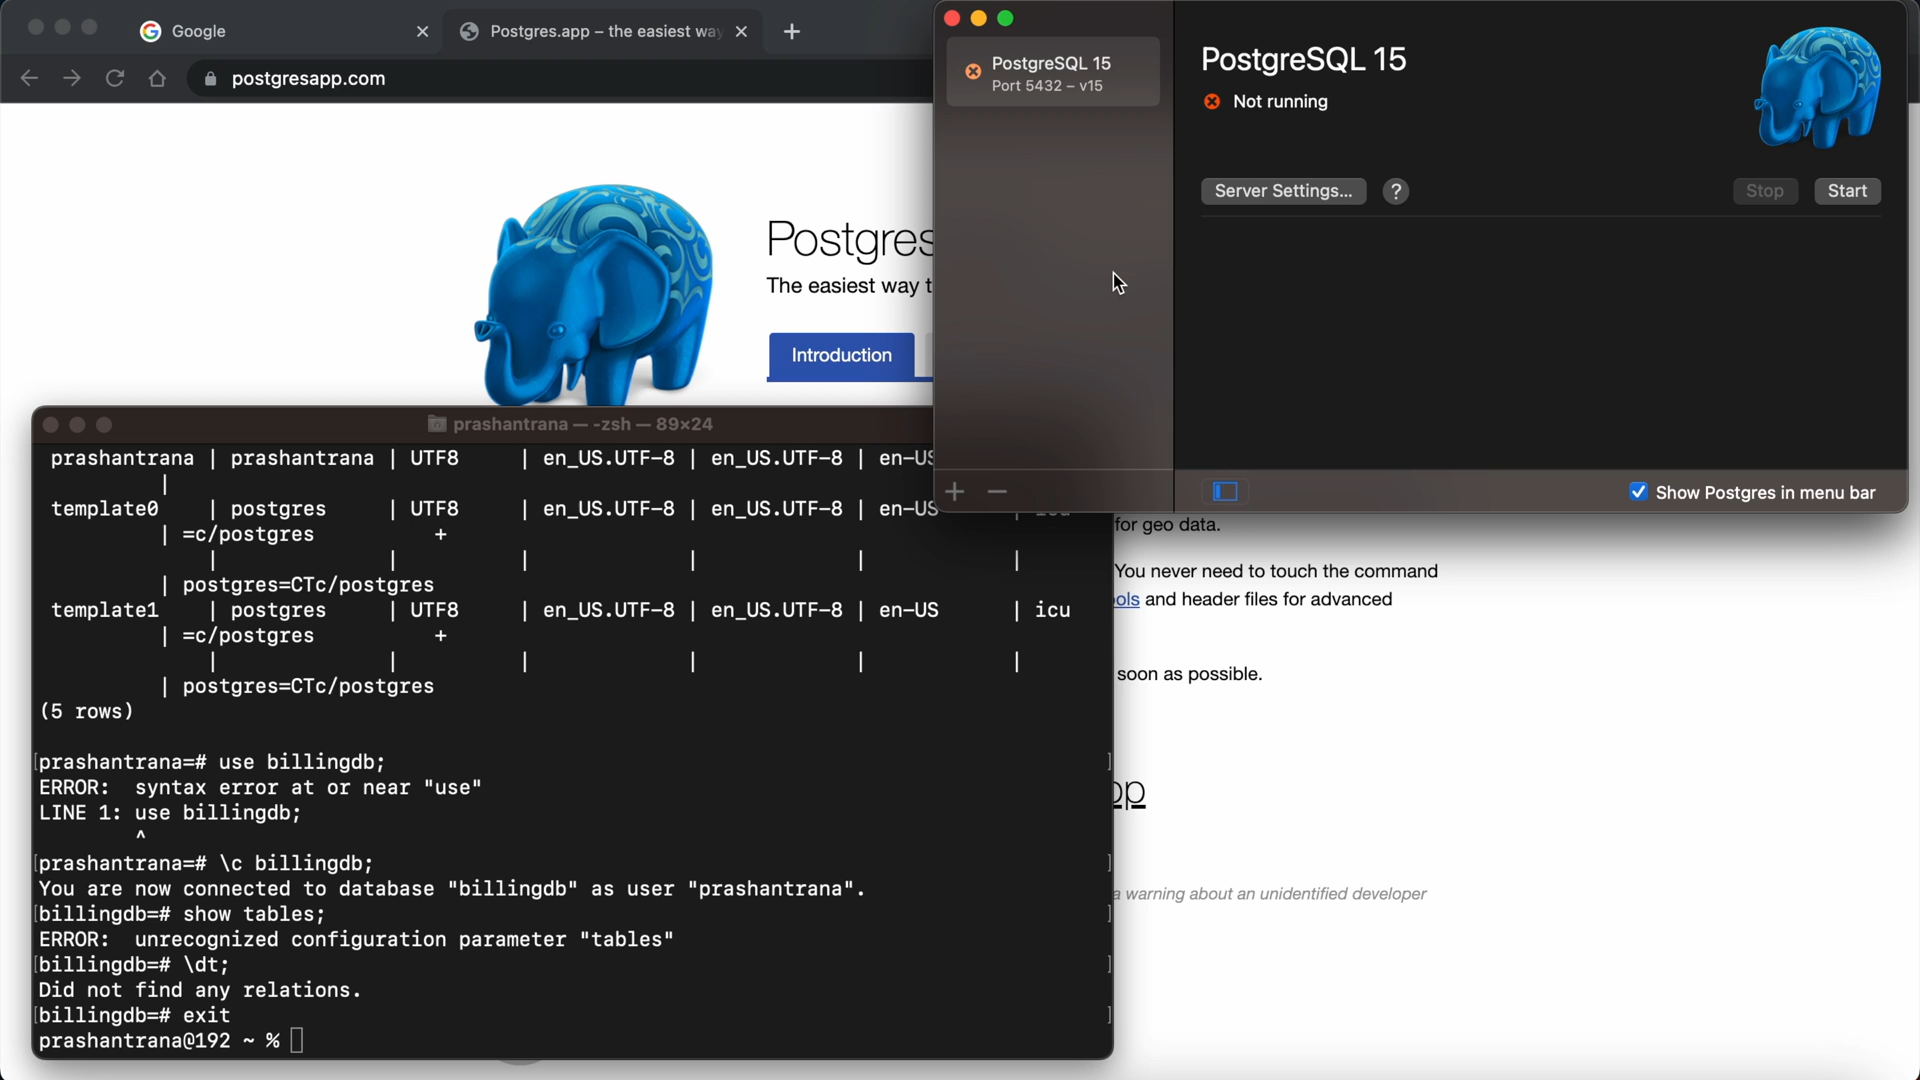 Google
Postgres.app – the easiest way
postgresapp.com
PostgreSQL 15
Port 5432 – v15
PostgreSQL 15
Not running
Server Settings...
?
Stop
Start
Show Postgres in menu bar
Postgres
The easiest way t
Introduction
for geo data.
You never need to touch the command
ols and header files for advanced
soon as possible.
pp
a warning about an unidentified developer
prashantrana — -zsh — 89×24
prashantrana | prashantrana | UTF8 | en_US.UTF-8 | en_US.UTF-8 | en-US
|
template0 | postgres | UTF8 | en_US.UTF-8 | en_US.UTF-8 | en-US | icu
| =c/postgres +
| | | | | |
| postgres=CTc/postgres
template1 | postgres | UTF8 | en_US.UTF-8 | en_US.UTF-8 | en-US | icu
| =c/postgres +
| | | | | |
| postgres=CTc/postgres
(5 rows)
[prashantrana=# use billingdb; ]
ERROR: syntax error at or near "use"
LINE 1: use billingdb;
^
[prashantrana=# \c billingdb; ]
You are now connected to database "billingdb" as user "prashantrana".
[billingdb=# show tables; ]
ERROR: unrecognized configuration parameter "tables"
[billingdb=# \dt; ]
Did not find any relations.
[billingdb=# exit ]
prashantrana@192 ~ %